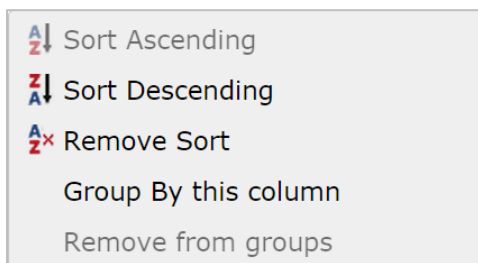 Sort Ascending
Sort Descending
Remove Sort
Group By this column
Remove from groups